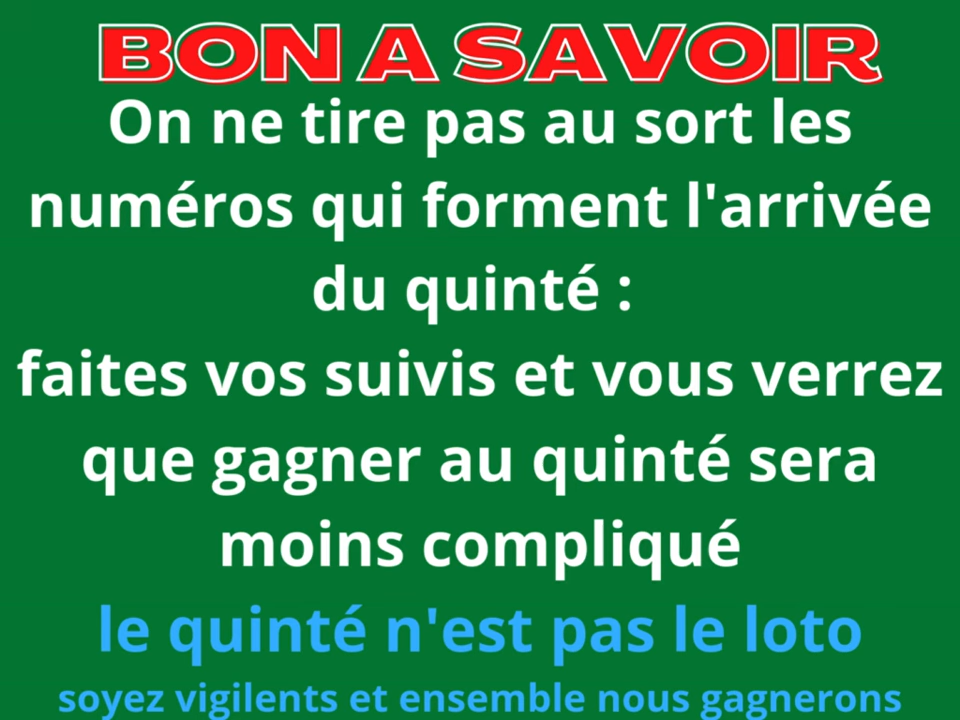 BON A SAVOIR
On ne tire pas au sort les
numéros qui forment l'arrivée
du quinté :
faites vos suivis et vous verrez
que gagner au quinté sera
moins compliqué
le quinté n'est pas le loto
soyez vigilents et ensemble nous gagnerons